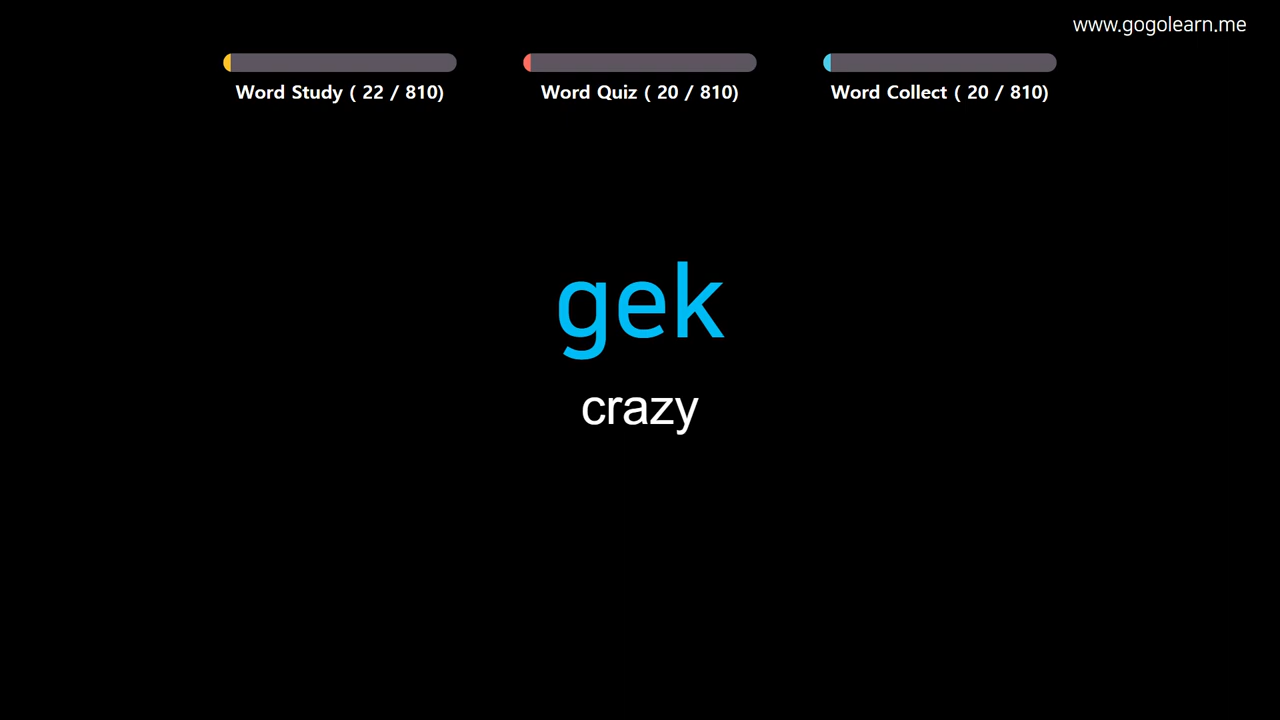 www.gogolearn.me
Word Study ( 22 / 810)
Word Quiz ( 20 / 810)
Word Collect ( 20 / 810)
gek
crazy